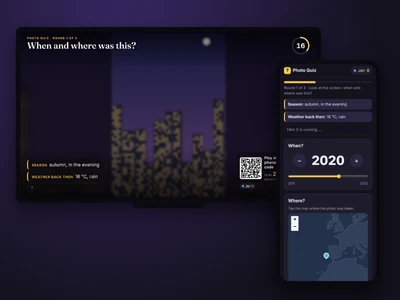 PHOTO QUIZ · ROUND 1 OF 3
When and where was this?
16
SEASON autumn, in the evening
WEATHER BACK THEN 16 °C, rain
Photo Quiz
Jan 0
Round 1 of 3 · Look at the screen: when and where was this?
Season: autumn, in the evening
Weather back then: 16 °C, rain
Hint 3 is coming ...
When?
− 2020 +
Where?
Tap the map where the photo was taken
+
−